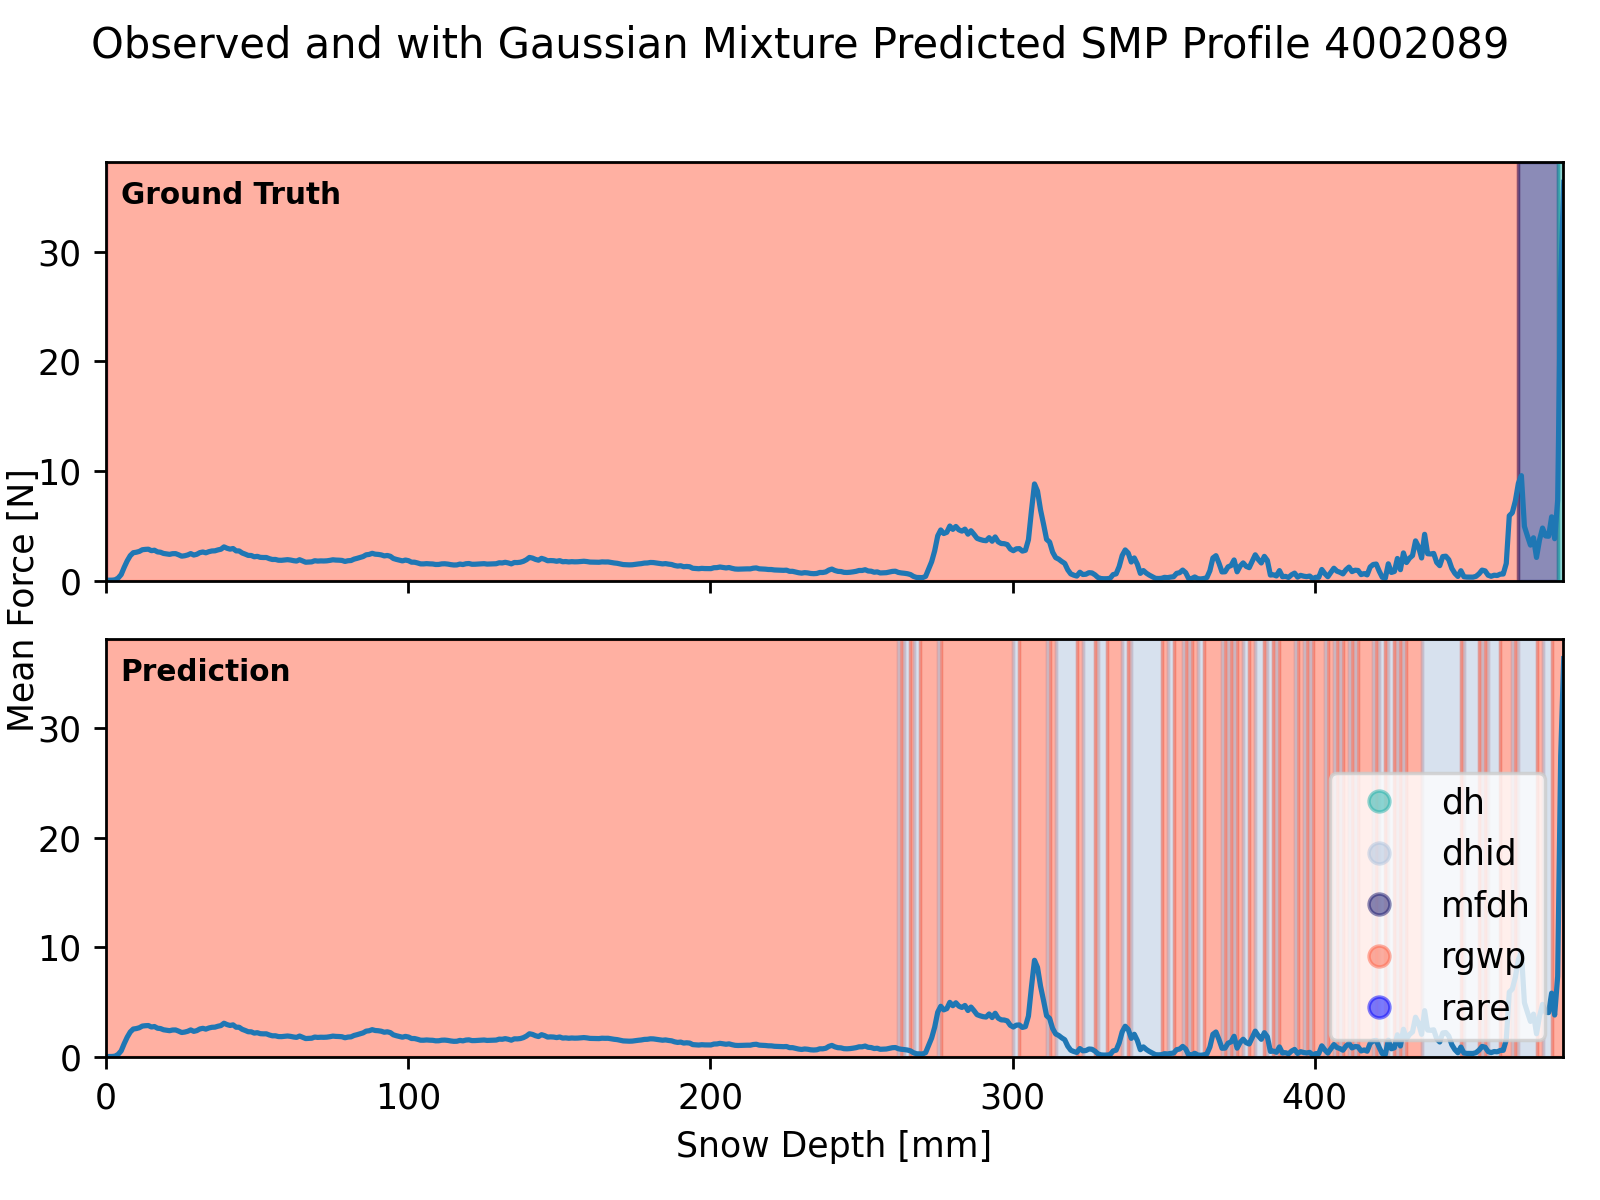 Observed and with Gaussian Mixture Predicted SMP Profile 4002089
Ground Truth
30
20
10
0
Mean Force [N]
Prediction
30
20
10
0
dh
dhid
mfdh
rgwp
rare
0 100 200 300 400
Snow Depth [mm]